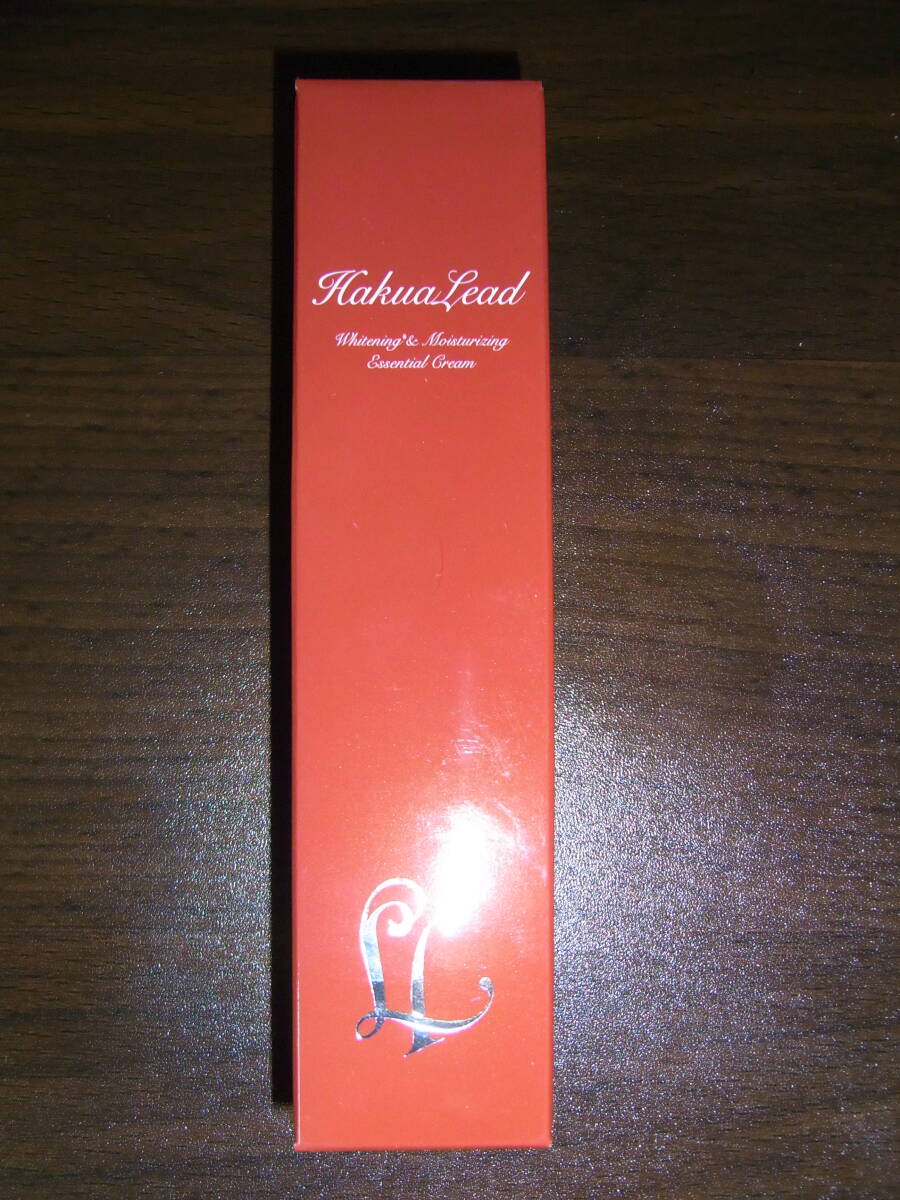 HakuaLead
Whitening*& Moisturizing
Essential Cream